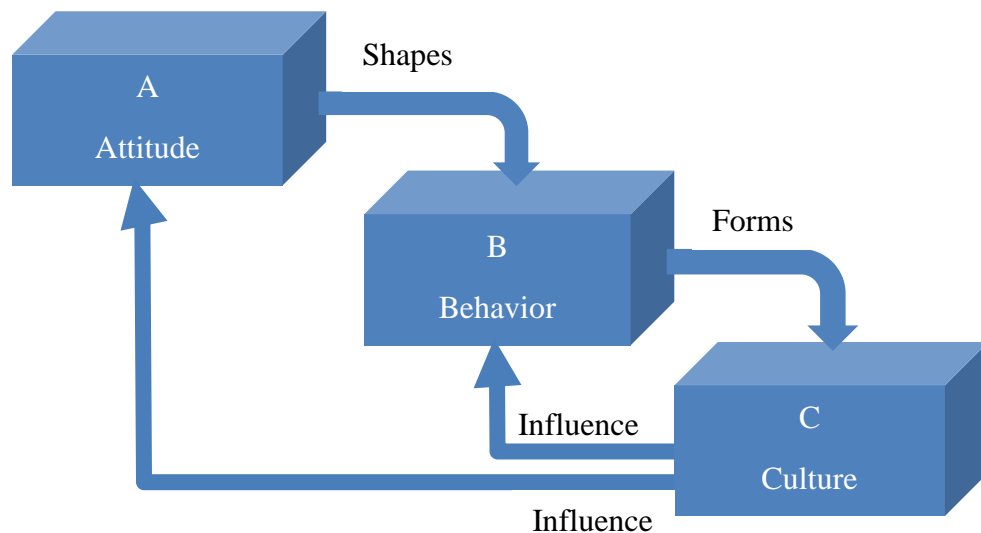 Shapes
A
Attitude
Forms
B
Behavior
Influence
C
Culture
Influence